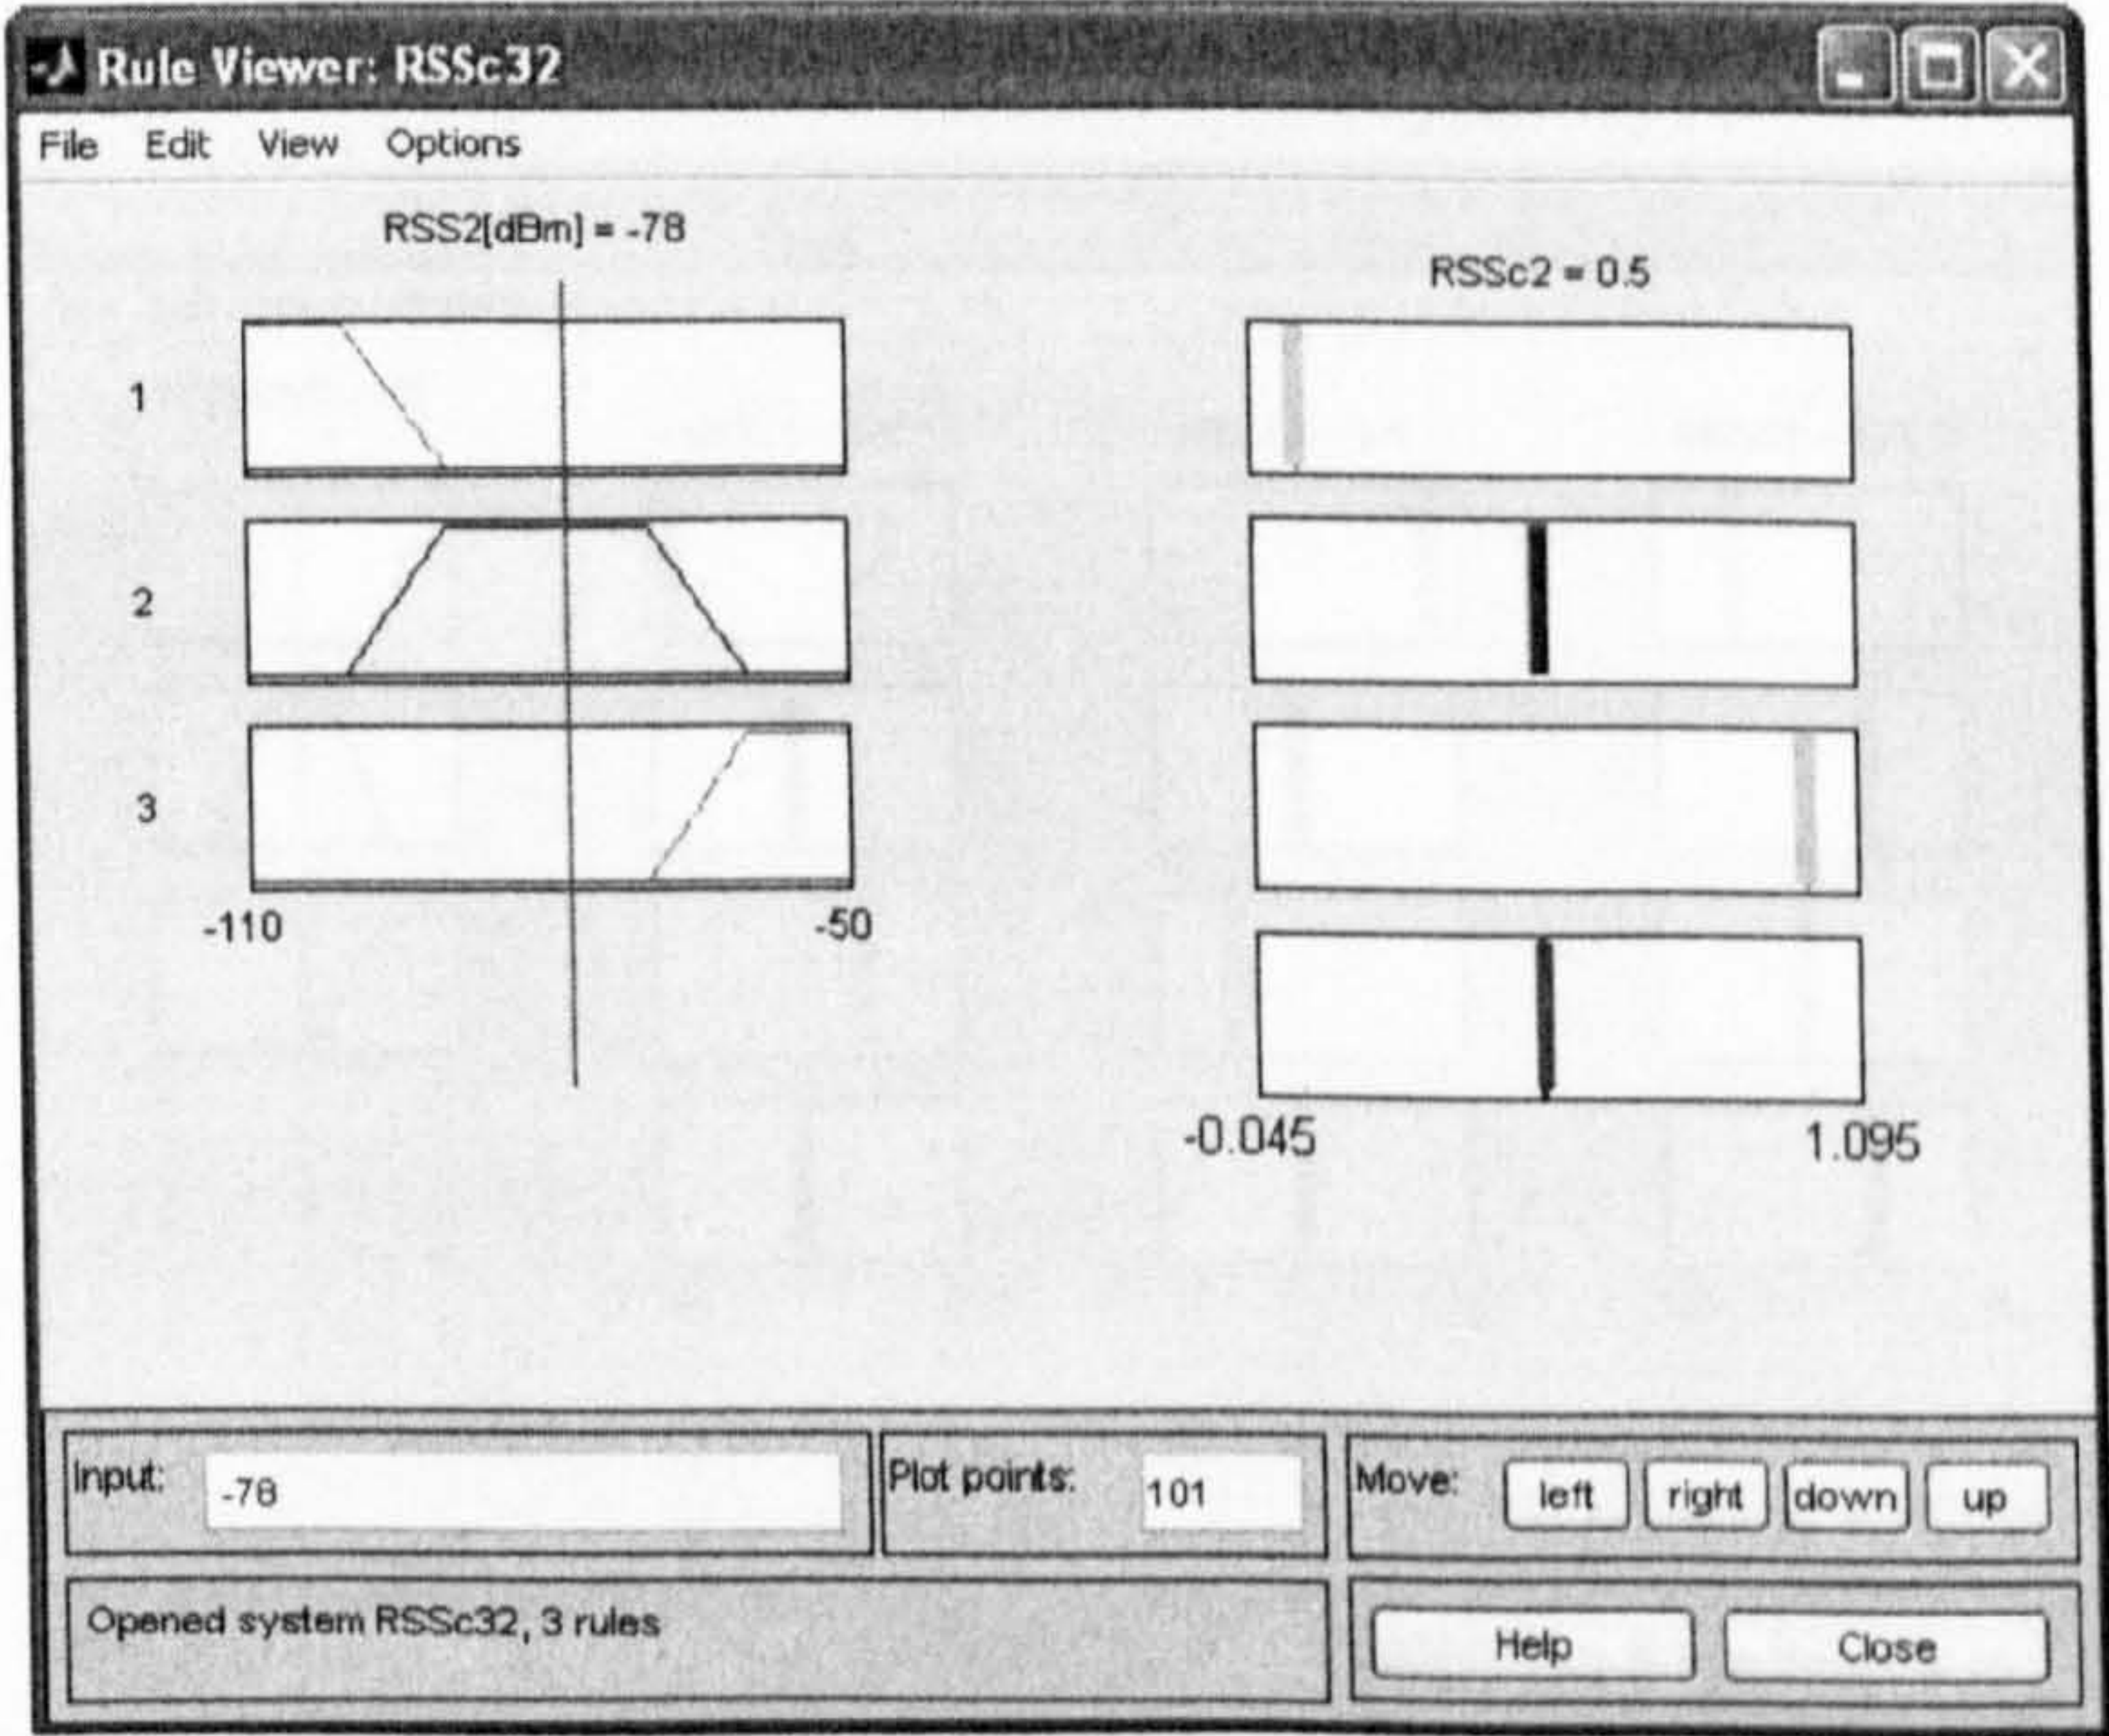 Rule Viewer: RSSc32
File Edit View Options
RSS2[dBm] = -78
RSSc2 = 0.5
1
2
3
-110 -50
-0.045 1.095
Input: -78 Plot points: 101 Move: left right down up
Opened system RSSc32, 3 rules Help Close